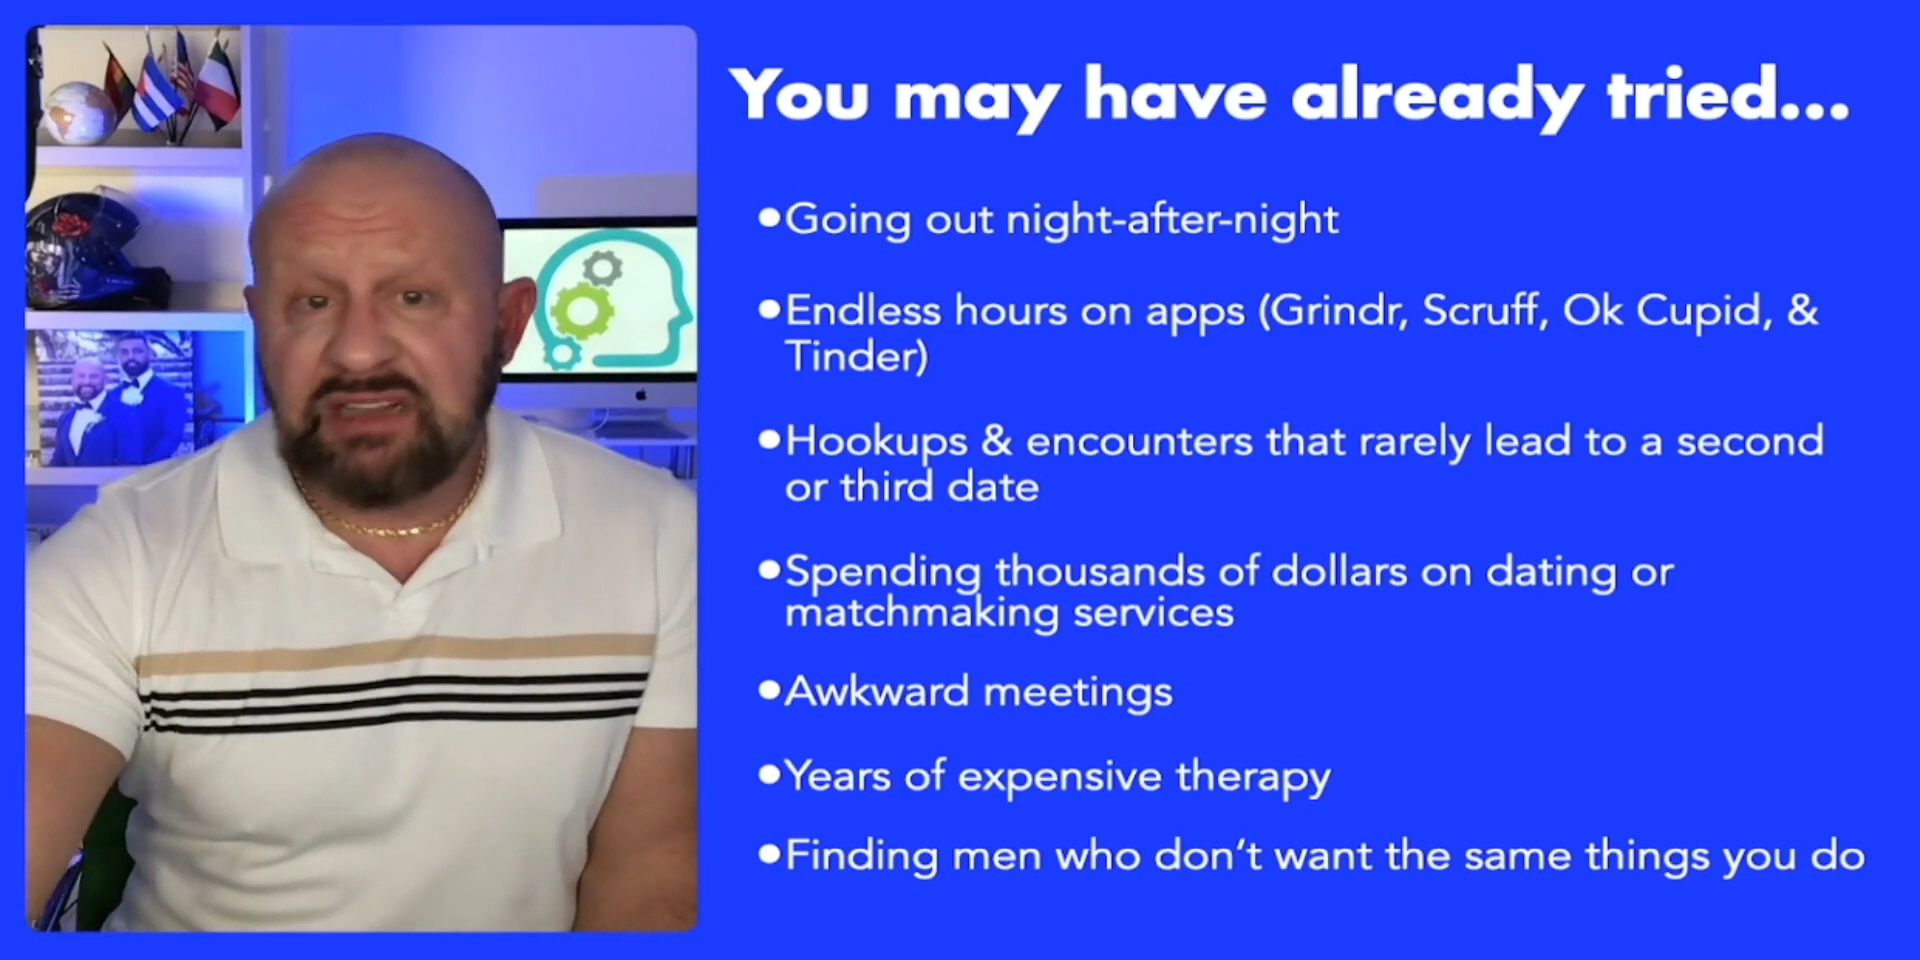 You may have already tried...
•Going out night-after-night
•Endless hours on apps (Grindr, Scruff, Ok Cupid, &
Tinder)
•Hookups & encounters that rarely lead to a second
or third date
•Spending thousands of dollars on dating or
matchmaking services
•Awkward meetings
•Years of expensive therapy
•Finding men who don’t want the same things you do